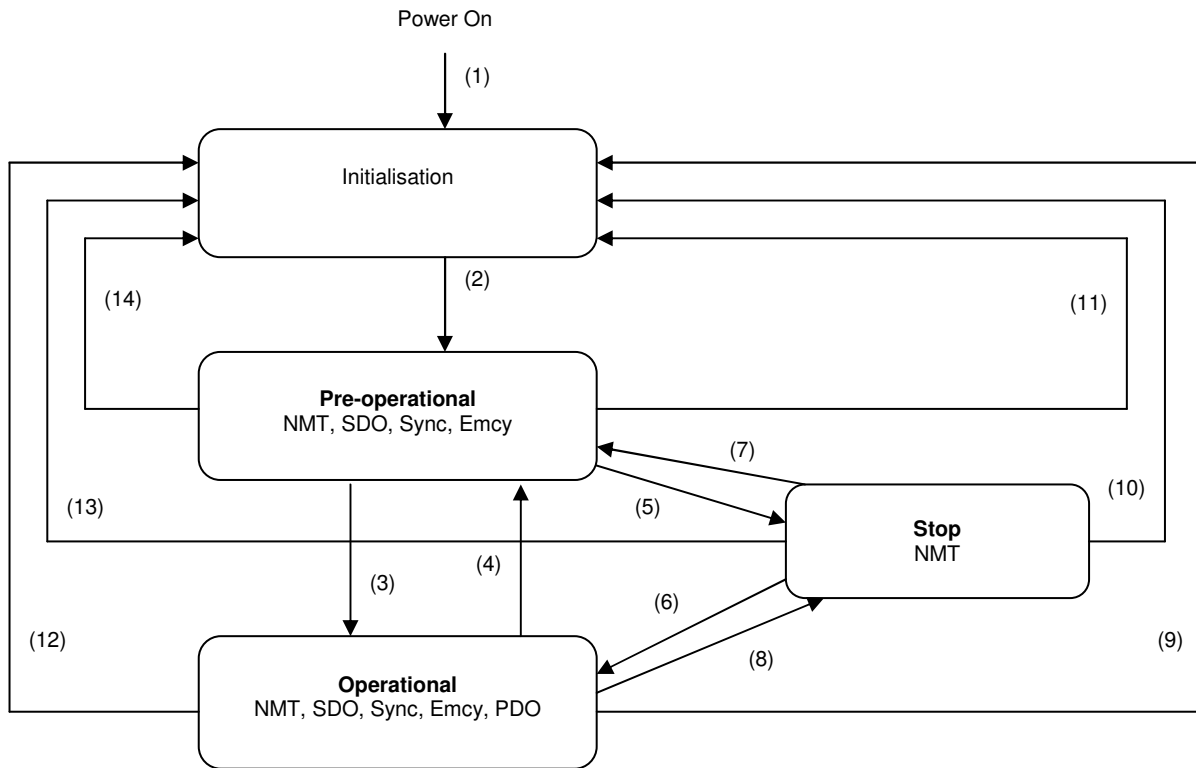 Power On
(1)
Initialisation
(2)
(14)
(11)
Pre-operational
NMT, SDO, Sync, Emcy
(7)
(5)
(10)
(13)
Stop
NMT
(3)
(4)
(6)
(12)
(8)
(9)
Operational
NMT, SDO, Sync, Emcy, PDO